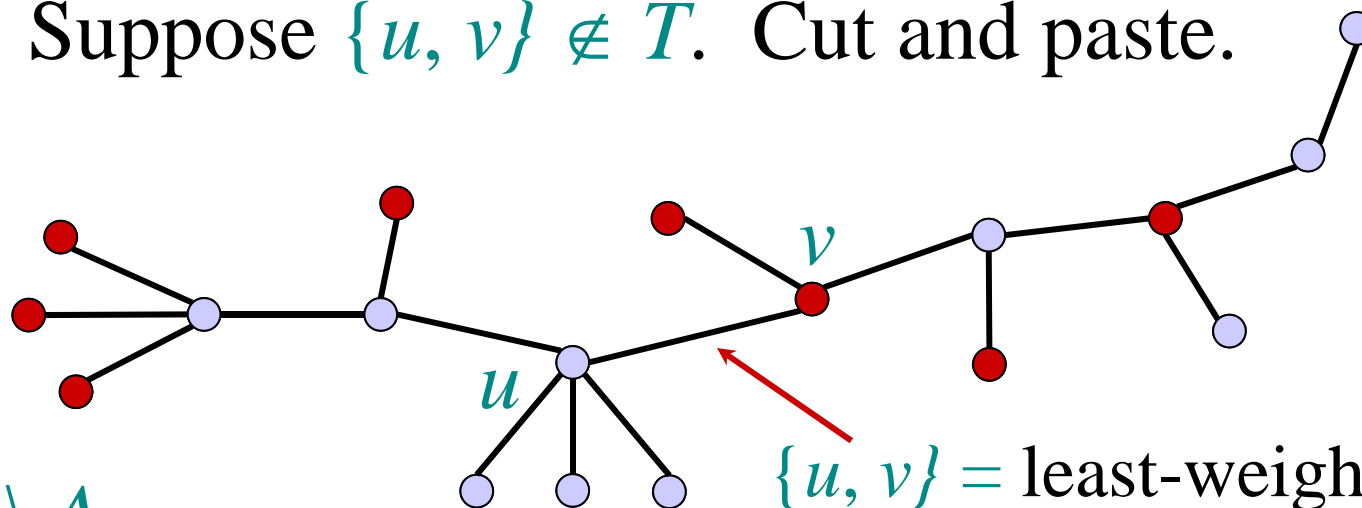 Suppose {u, v} ∉ T. Cut and paste.
v
u
{u, v} = least-weigh